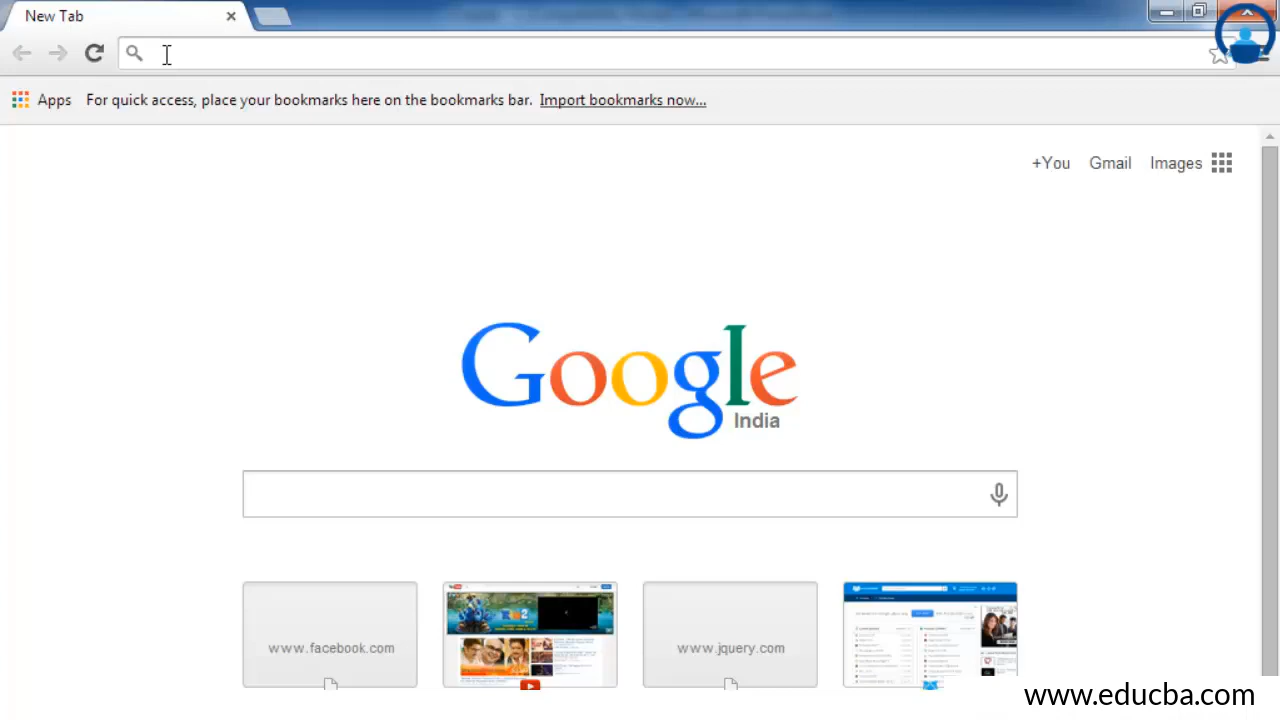 New Tab
Apps For quick access, place your bookmarks here on the bookmarks bar. Import bookmarks now...
+You Gmail Images
Google
India
www.facebook.com
www.jquery.com
www.educba.com